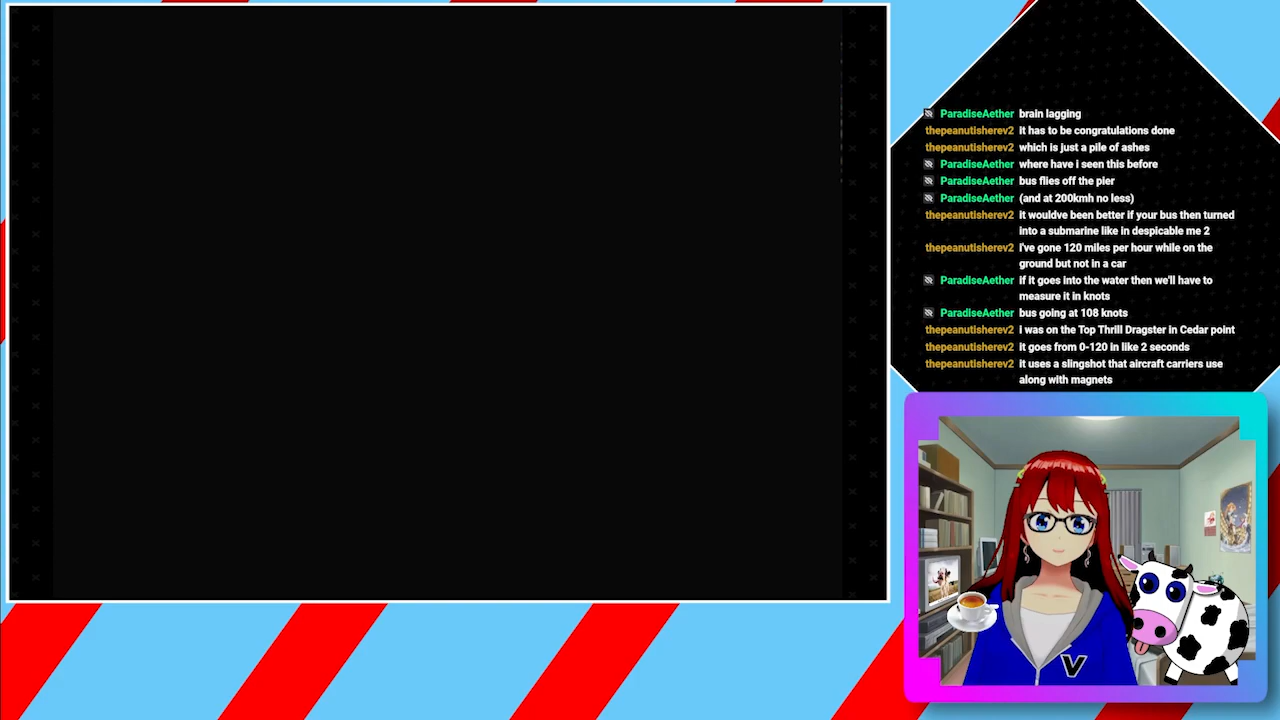 ParadiseAether brain lagging
thepeanutisherev2 it has to be congratulations done
thepeanutisherev2 which is just a pile of ashes
ParadiseAether where have i seen this before
ParadiseAether bus flies off the pier
ParadiseAether (and at 200kmh no less)
thepeanutisherev2 it wouldve been better if your bus then turned
into a submarine like in despicable me 2
thepeanutisherev2 I've gone 120 miles per hour while on the
ground but not in a car
ParadiseAether if it goes into the water then we'll have to
measure it in knots
ParadiseAether bus going at 108 knots
thepeanutisherev2 I was on the Top Thrill Dragster in Cedar point
thepeanutisherev2 it goes from 0-120 in like 2 seconds
thepeanutisherev2 it uses a slingshot that aircraft carriers use
along with magnets
V